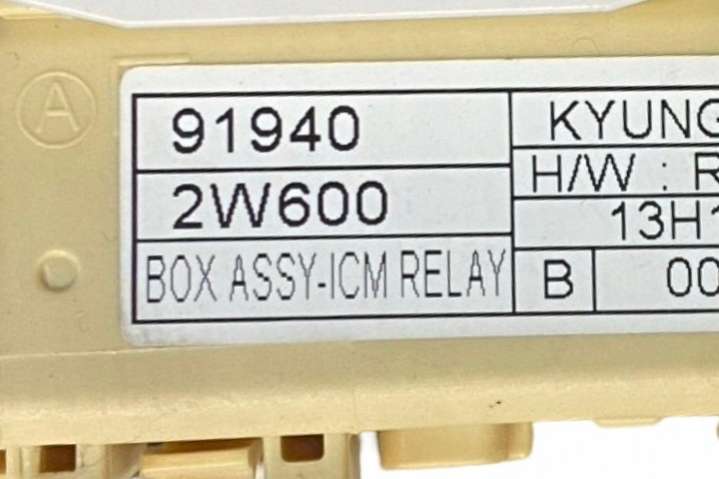 A
91940
2W600
BOX ASSY-ICM RELAY
KYUNG
H/W : R
13H1
B
00